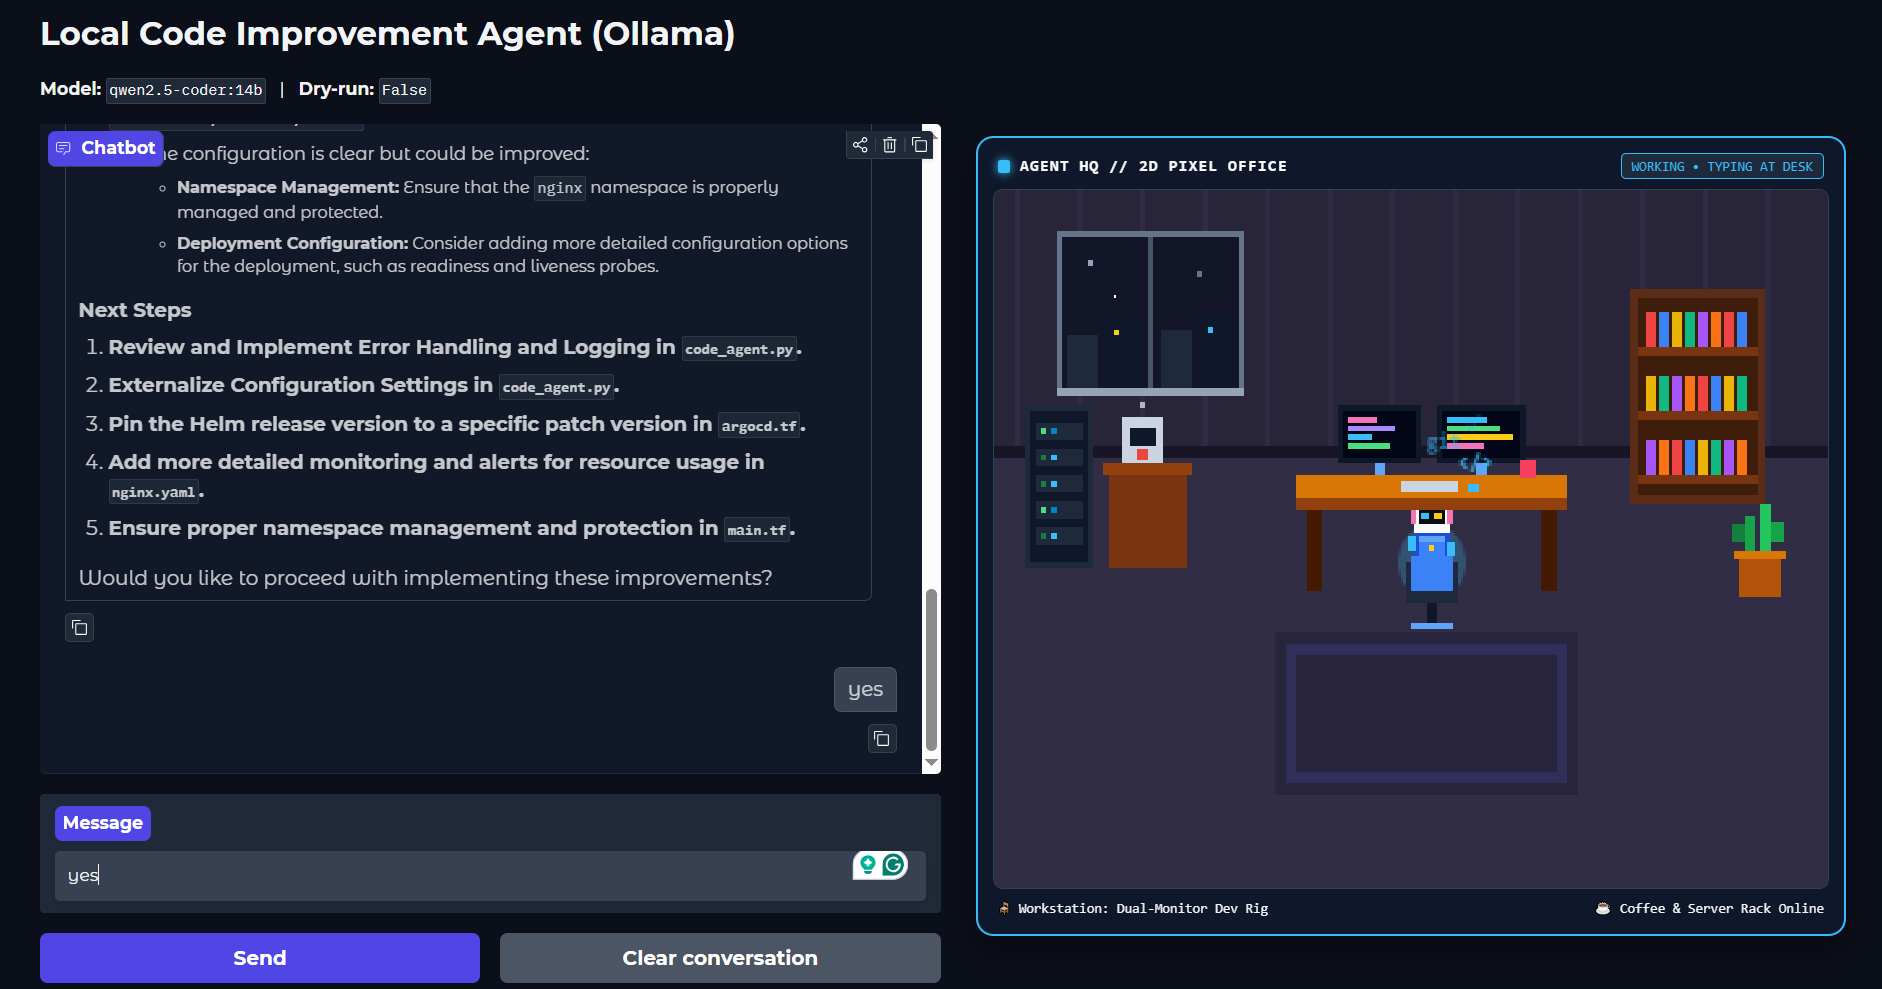 Local Code Improvement Agent (Ollama)
Model: qwen2.5-coder:14b | Dry-run: False
Chatbot
e configuration is clear but could be improved:
Namespace Management: Ensure that the nginx namespace is properly
managed and protected.
Deployment Configuration: Consider adding more detailed configuration options
for the deployment, such as readiness and liveness probes.
Next Steps
1. Review and Implement Error Handling and Logging in code_agent.py.
2. Externalize Configuration Settings in code_agent.py.
3. Pin the Helm release version to a specific patch version in argocd.tf.
4. Add more detailed monitoring and alerts for resource usage in
nginx.yaml.
5. Ensure proper namespace management and protection in main.tf.
Would you like to proceed with implementing these improvements?
yes
Message
yes
Send
Clear conversation
AGENT HQ // 2D PIXEL OFFICE
WORKING • TYPING AT DESK
</>
Workstation: Dual-Monitor Dev Rig
Coffee & Server Rack Online